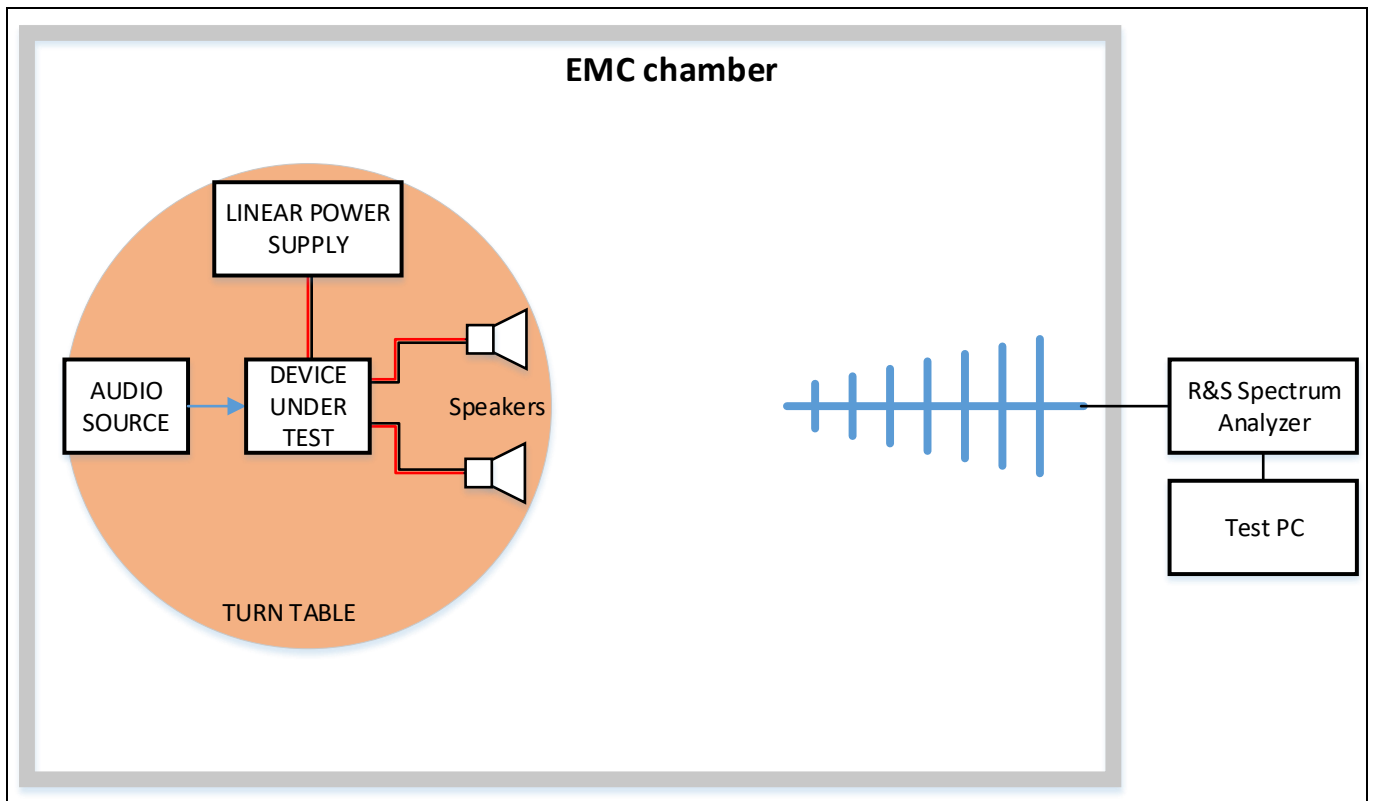 EMC chamber
LINEAR POWER
SUPPLY
AUDIO
SOURCE
DEVICE
UNDER
TEST
Speakers
TURN TABLE
R&S Spectrum
Analyzer
Test PC